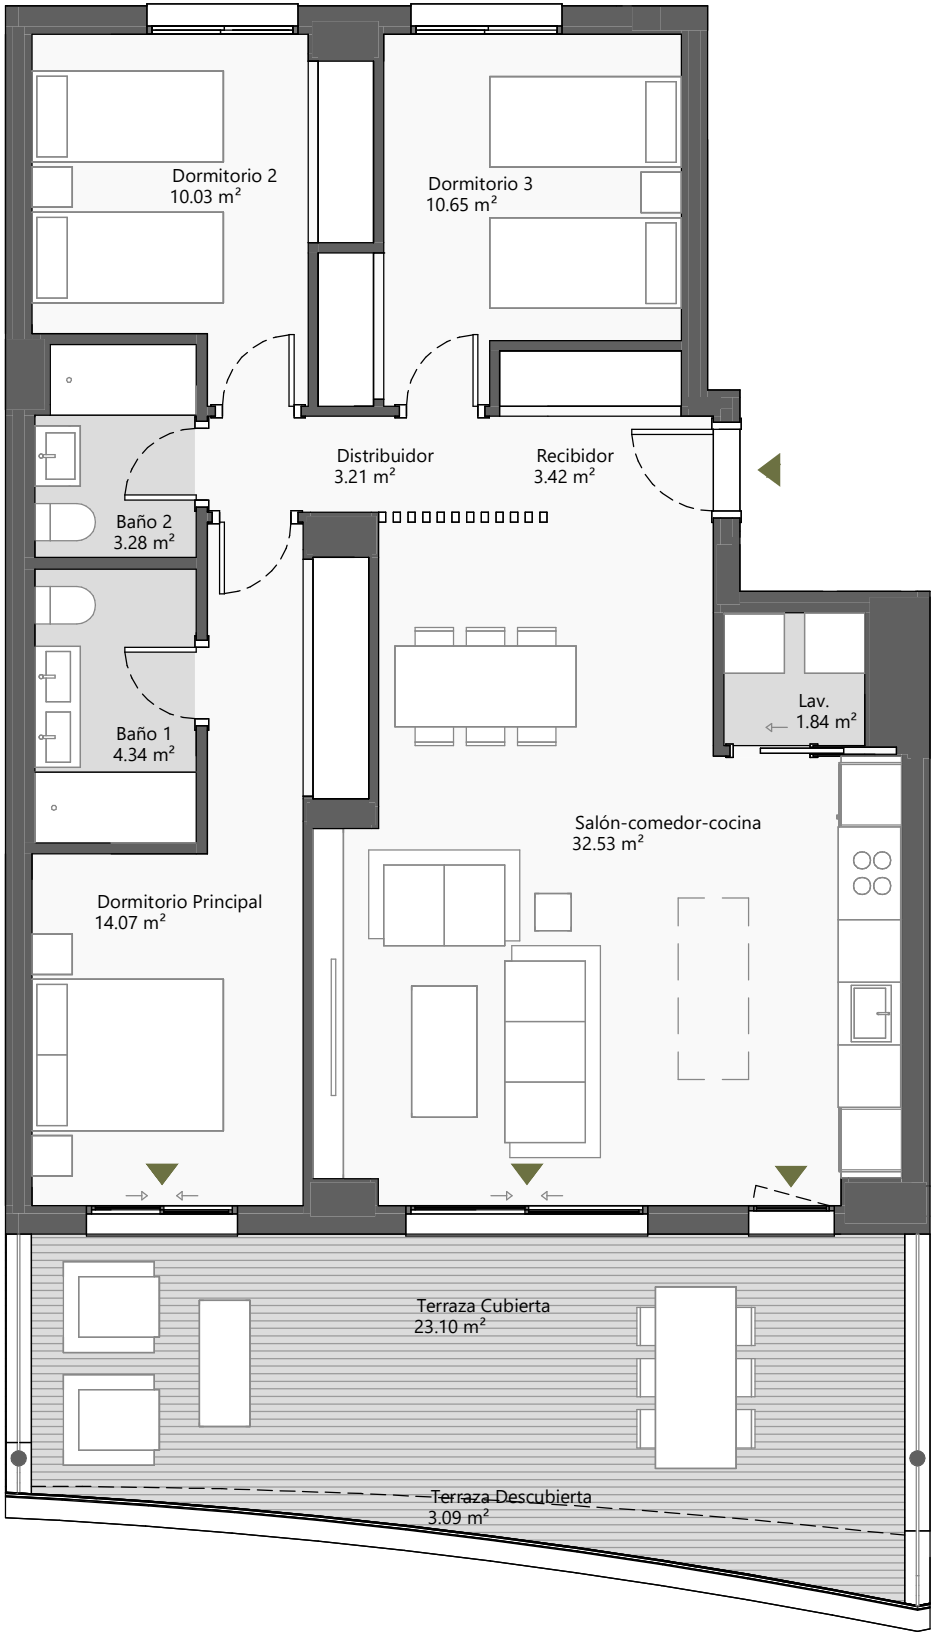 Dormitorio 2
10.03 m²
Dormitorio 3
10.65 m²
Distribuidor
3.21 m²
Recibidor
3.42 m²
Baño 2
3.28 m²
Lav.
1.84 m²
Baño 1
4.34 m²
Salón-comedor-cocina
32.53 m²
Dormitorio Principal
14.07 m²
Terraza Cubierta
23.10 m²
Terraza Descubierta
3.09 m²